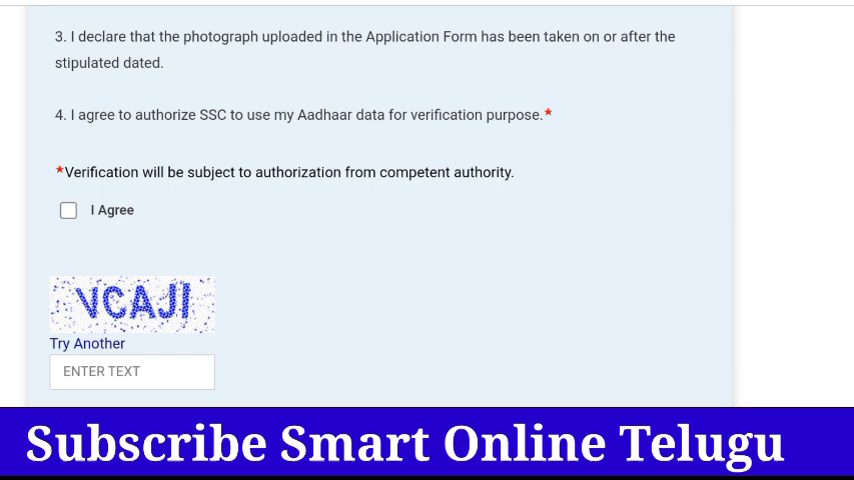 3. I declare that the photograph uploaded in the Application Form has been taken on or after the
stipulated dated.
4. I agree to authorize SSC to use my Aadhaar data for verification purpose.*
*Verification will be subject to authorization from competent authority.
I Agree
VCAJI
Try Another
ENTER TEXT
Subscribe Smart Online Telugu